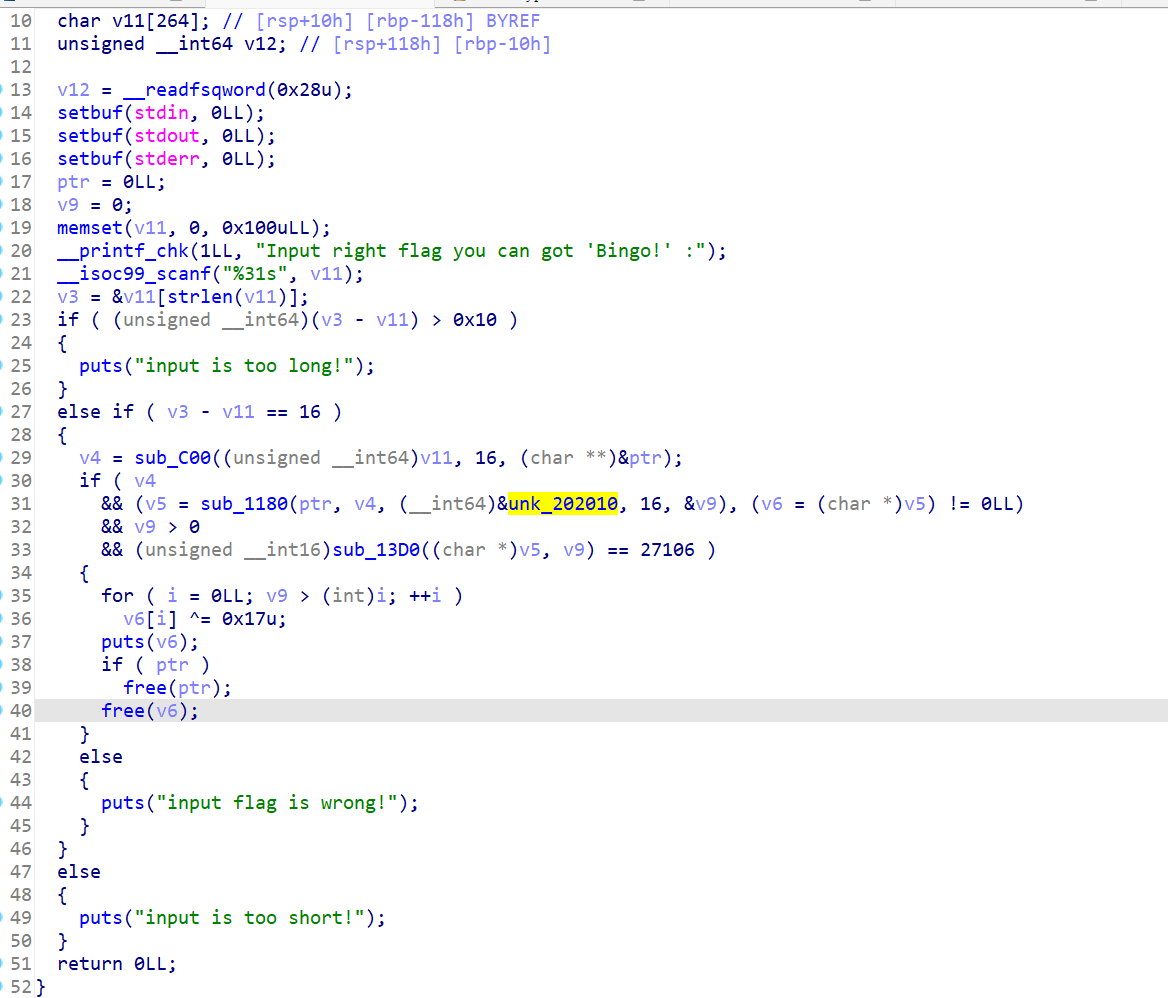 10 char v11[264]; // [rsp+10h] [rbp-118h] BYREF
11 unsigned __int64 v12; // [rsp+118h] [rbp-10h]
12
13 v12 = __readfsqword(0x28u);
14 setbuf(stdin, 0LL);
15 setbuf(stdout, 0LL);
16 setbuf(stderr, 0LL);
17 ptr = 0LL;
18 v9 = 0;
19 memset(v11, 0, 0x100uLL);
20 __printf_chk(1LL, "Input right flag you can got 'Bingo!' :");
21 __isoc99_scanf("%31s", v11);
22 v3 = &v11[strlen(v11)];
23 if ( (unsigned __int64)(v3 - v11) > 0x10 )
24 {
25 puts("input is too long!");
26 }
27 else if ( v3 - v11 == 16 )
28 {
29 v4 = sub_C00((unsigned __int64)v11, 16, (char **)&ptr);
30 if ( v4
31 && (v5 = sub_1180(ptr, v4, (__int64)&unk_202010, 16, &v9), (v6 = (char *)v5) != 0LL)
32 && v9 > 0
33 && (unsigned __int16)sub_13D0((char *)v5, v9) == 27106 )
34 {
35 for ( i = 0LL; v9 > (int)i; ++i )
36 v6[i] ^= 0x17u;
37 puts(v6);
38 if ( ptr )
39 free(ptr);
40 free(v6);
41 }
42 else
43 {
44 puts("input flag is wrong!");
45 }
46 }
47 else
48 {
49 puts("input is too short!");
50 }
51 return 0LL;
52 }